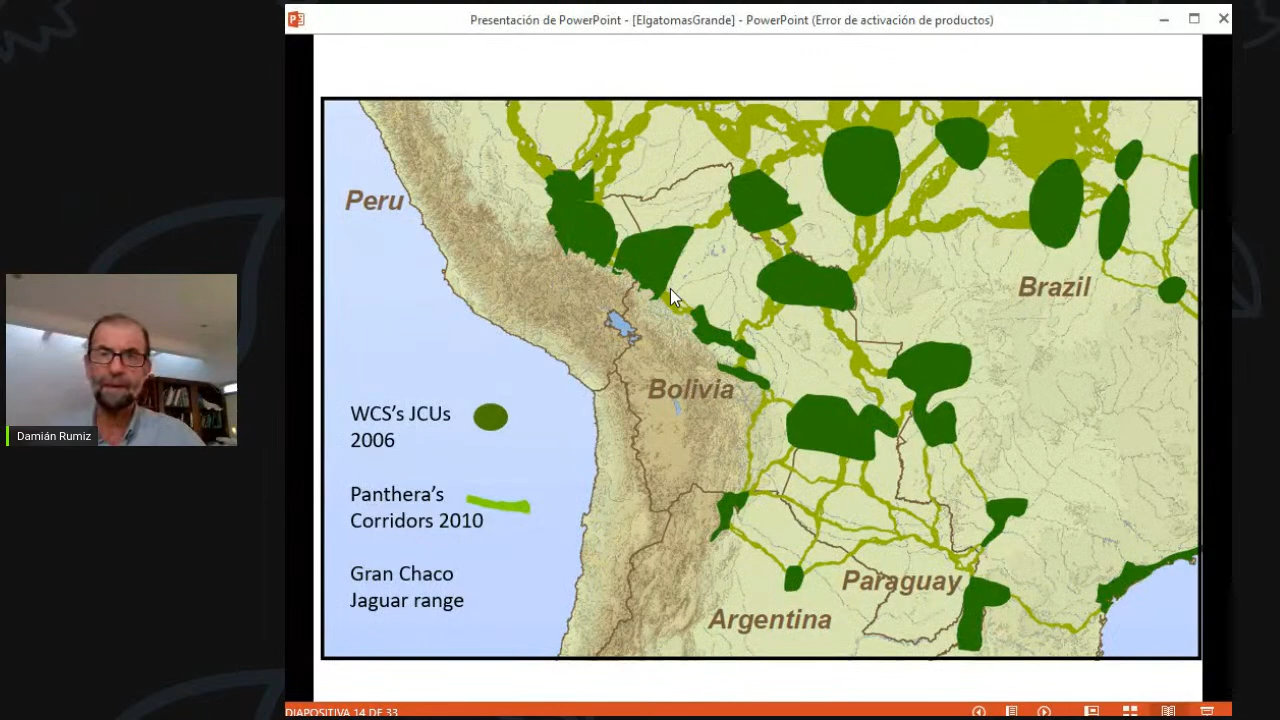 Presentación de PowerPoint - [ElgatomasGrande] - PowerPoint (Error de activación de productos)
Peru
Brazil
Bolivia
WCS's JCUs
2006
Panthera's
Corridors 2010
Gran Chaco
Jaguar range
Paraguay
Argentina
Damián Rumiz
DIAPOSITIVA 14 DE 33